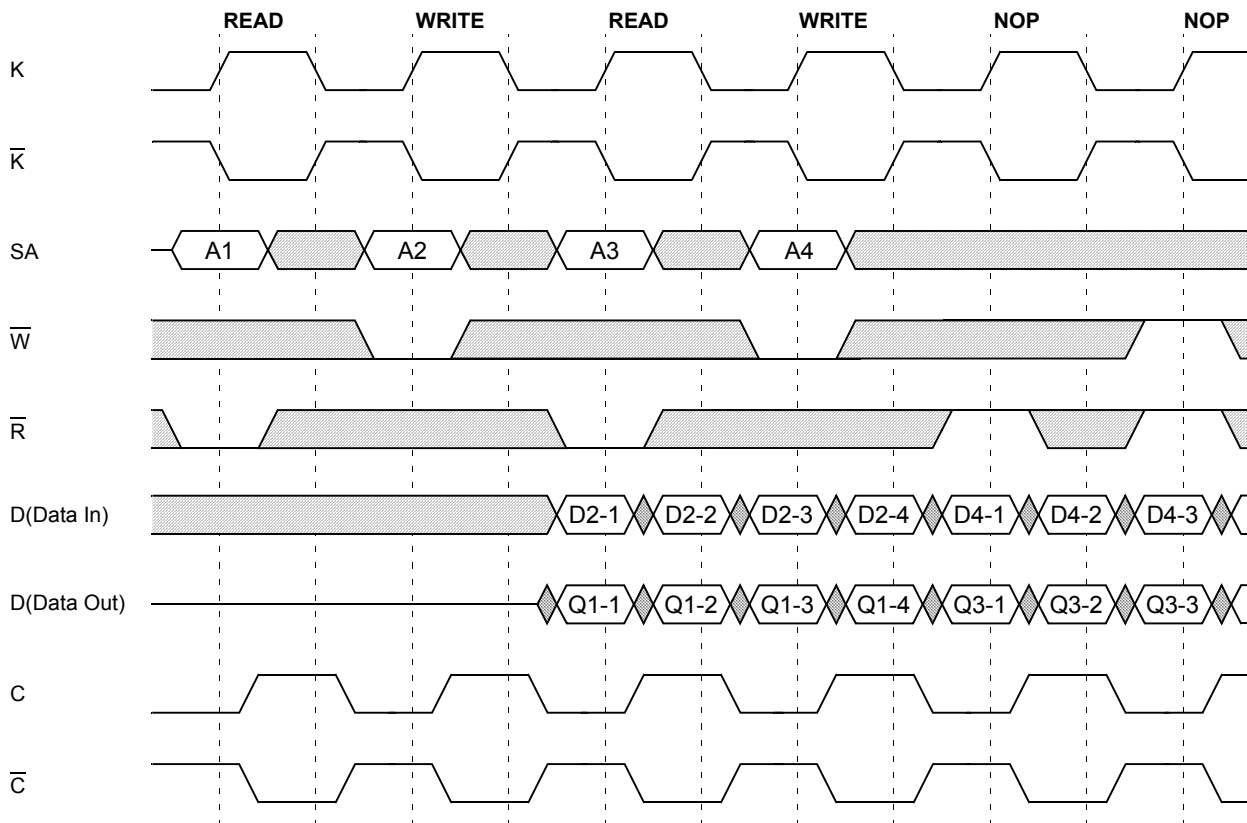 READ WRITE READ WRITE NOP NOP
K
K̅
SA A1 A2 A3 A4
W̅
R̅
D(Data In) D2-1 D2-2 D2-3 D2-4 D4-1 D4-2 D4-3
D(Data Out) Q1-1 Q1-2 Q1-3 Q1-4 Q3-1 Q3-2 Q3-3
C
C̅